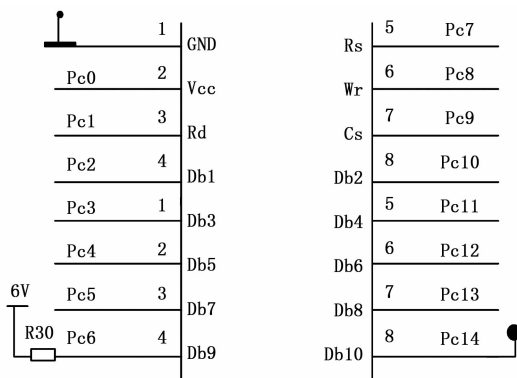 1 GND 5 Pc7 Rs
Pc0 2 Vcc 6 Pc8 Wr
Pc1 3 Rd 7 Pc9 Cs
Pc2 4 Db1 8 Pc10 Db2
Pc3 1 Db3 5 Pc11 Db4
Pc4 2 Db5 6 Pc12 Db6
6V Pc5 3 Db7 7 Pc13 Db8
R30 Pc6 4 Db9 8 Pc14 Db10